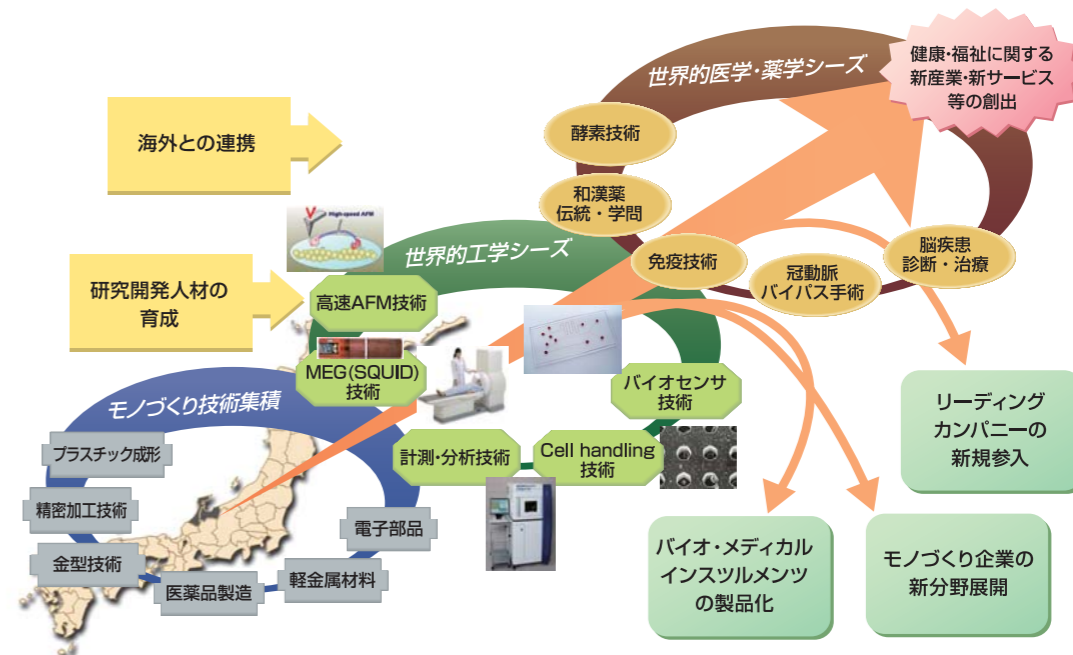 世界的医学・薬学シーズ
健康・福祉に関する
新産業・新サービス
等の創出
海外との連携
酵素技術
和漢薬
伝統・学問
免疫技術
冠動脈
バイパス手術
脳疾患
診断・治療
High-speed AFM
世界的工学シーズ
研究開発人材の
育成
高速AFM技術
MEG(SQUID)
技術
バイオセンサ
技術
計測・分析技術
Cell handling
技術
モノづくり技術集積
プラスチック成形
精密加工技術
金型技術
医薬品製造
軽金属材料
電子部品
リーディング
カンパニーの
新規参入
バイオ・メディカル
インスツルメンツ
の製品化
モノづくり企業の
新分野展開